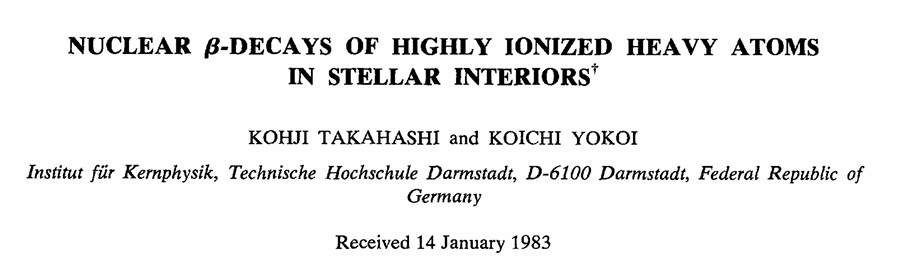 NUCLEAR β-DECAYS OF HIGHLY IONIZED HEAVY ATOMS
IN STELLAR INTERIORS†
KOHJI TAKAHASHI and KOICHI YOKOI
Institut für Kernphysik, Technische Hochschule Darmstadt, D-6100 Darmstadt, Federal Republic of
Germany
Received 14 January 1983